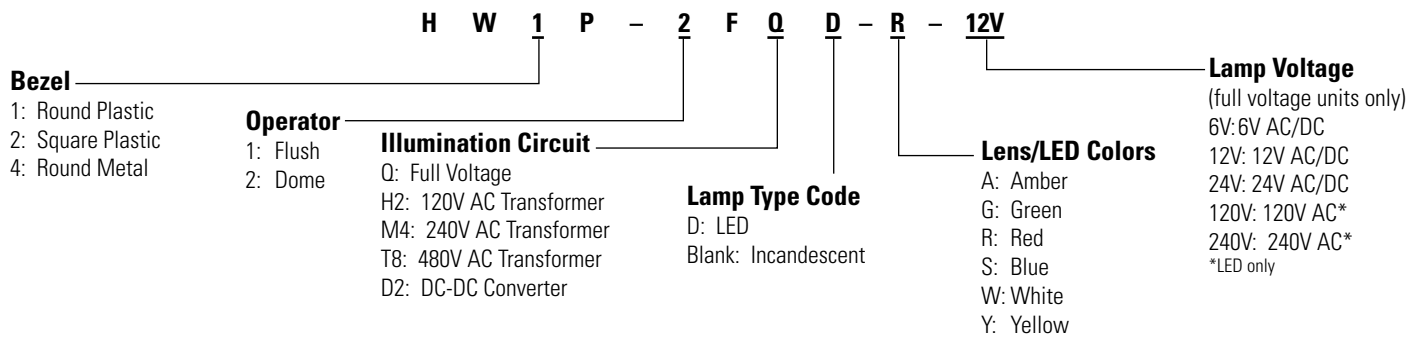 H W 1 P – 2 F Q D – R – 12V
Bezel
1: Round Plastic
2: Square Plastic
4: Round Metal
Operator
1: Flush
2: Dome
Illumination Circuit
Q: Full Voltage
H2: 120V AC Transformer
M4: 240V AC Transformer
T8: 480V AC Transformer
D2: DC-DC Converter
Lamp Type Code
D: LED
Blank: Incandescent
Lens/LED Colors
A: Amber
G: Green
R: Red
S: Blue
W: White
Y: Yellow
Lamp Voltage
(full voltage units only)
6V: 6V AC/DC
12V: 12V AC/DC
24V: 24V AC/DC
120V: 120V AC*
240V: 240V AC*
*LED only